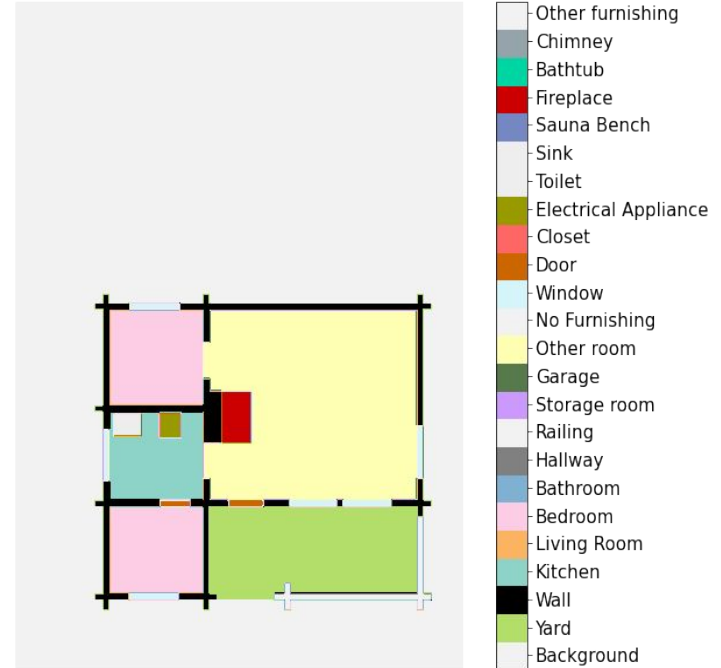 Other furnishing
Chimney
Bathtub
Fireplace
Sauna Bench
Sink
Toilet
Electrical Appliance
Closet
Door
Window
No Furnishing
Other room
Garage
Storage room
Railing
Hallway
Bathroom
Bedroom
Living Room
Kitchen
Wall
Yard
Background